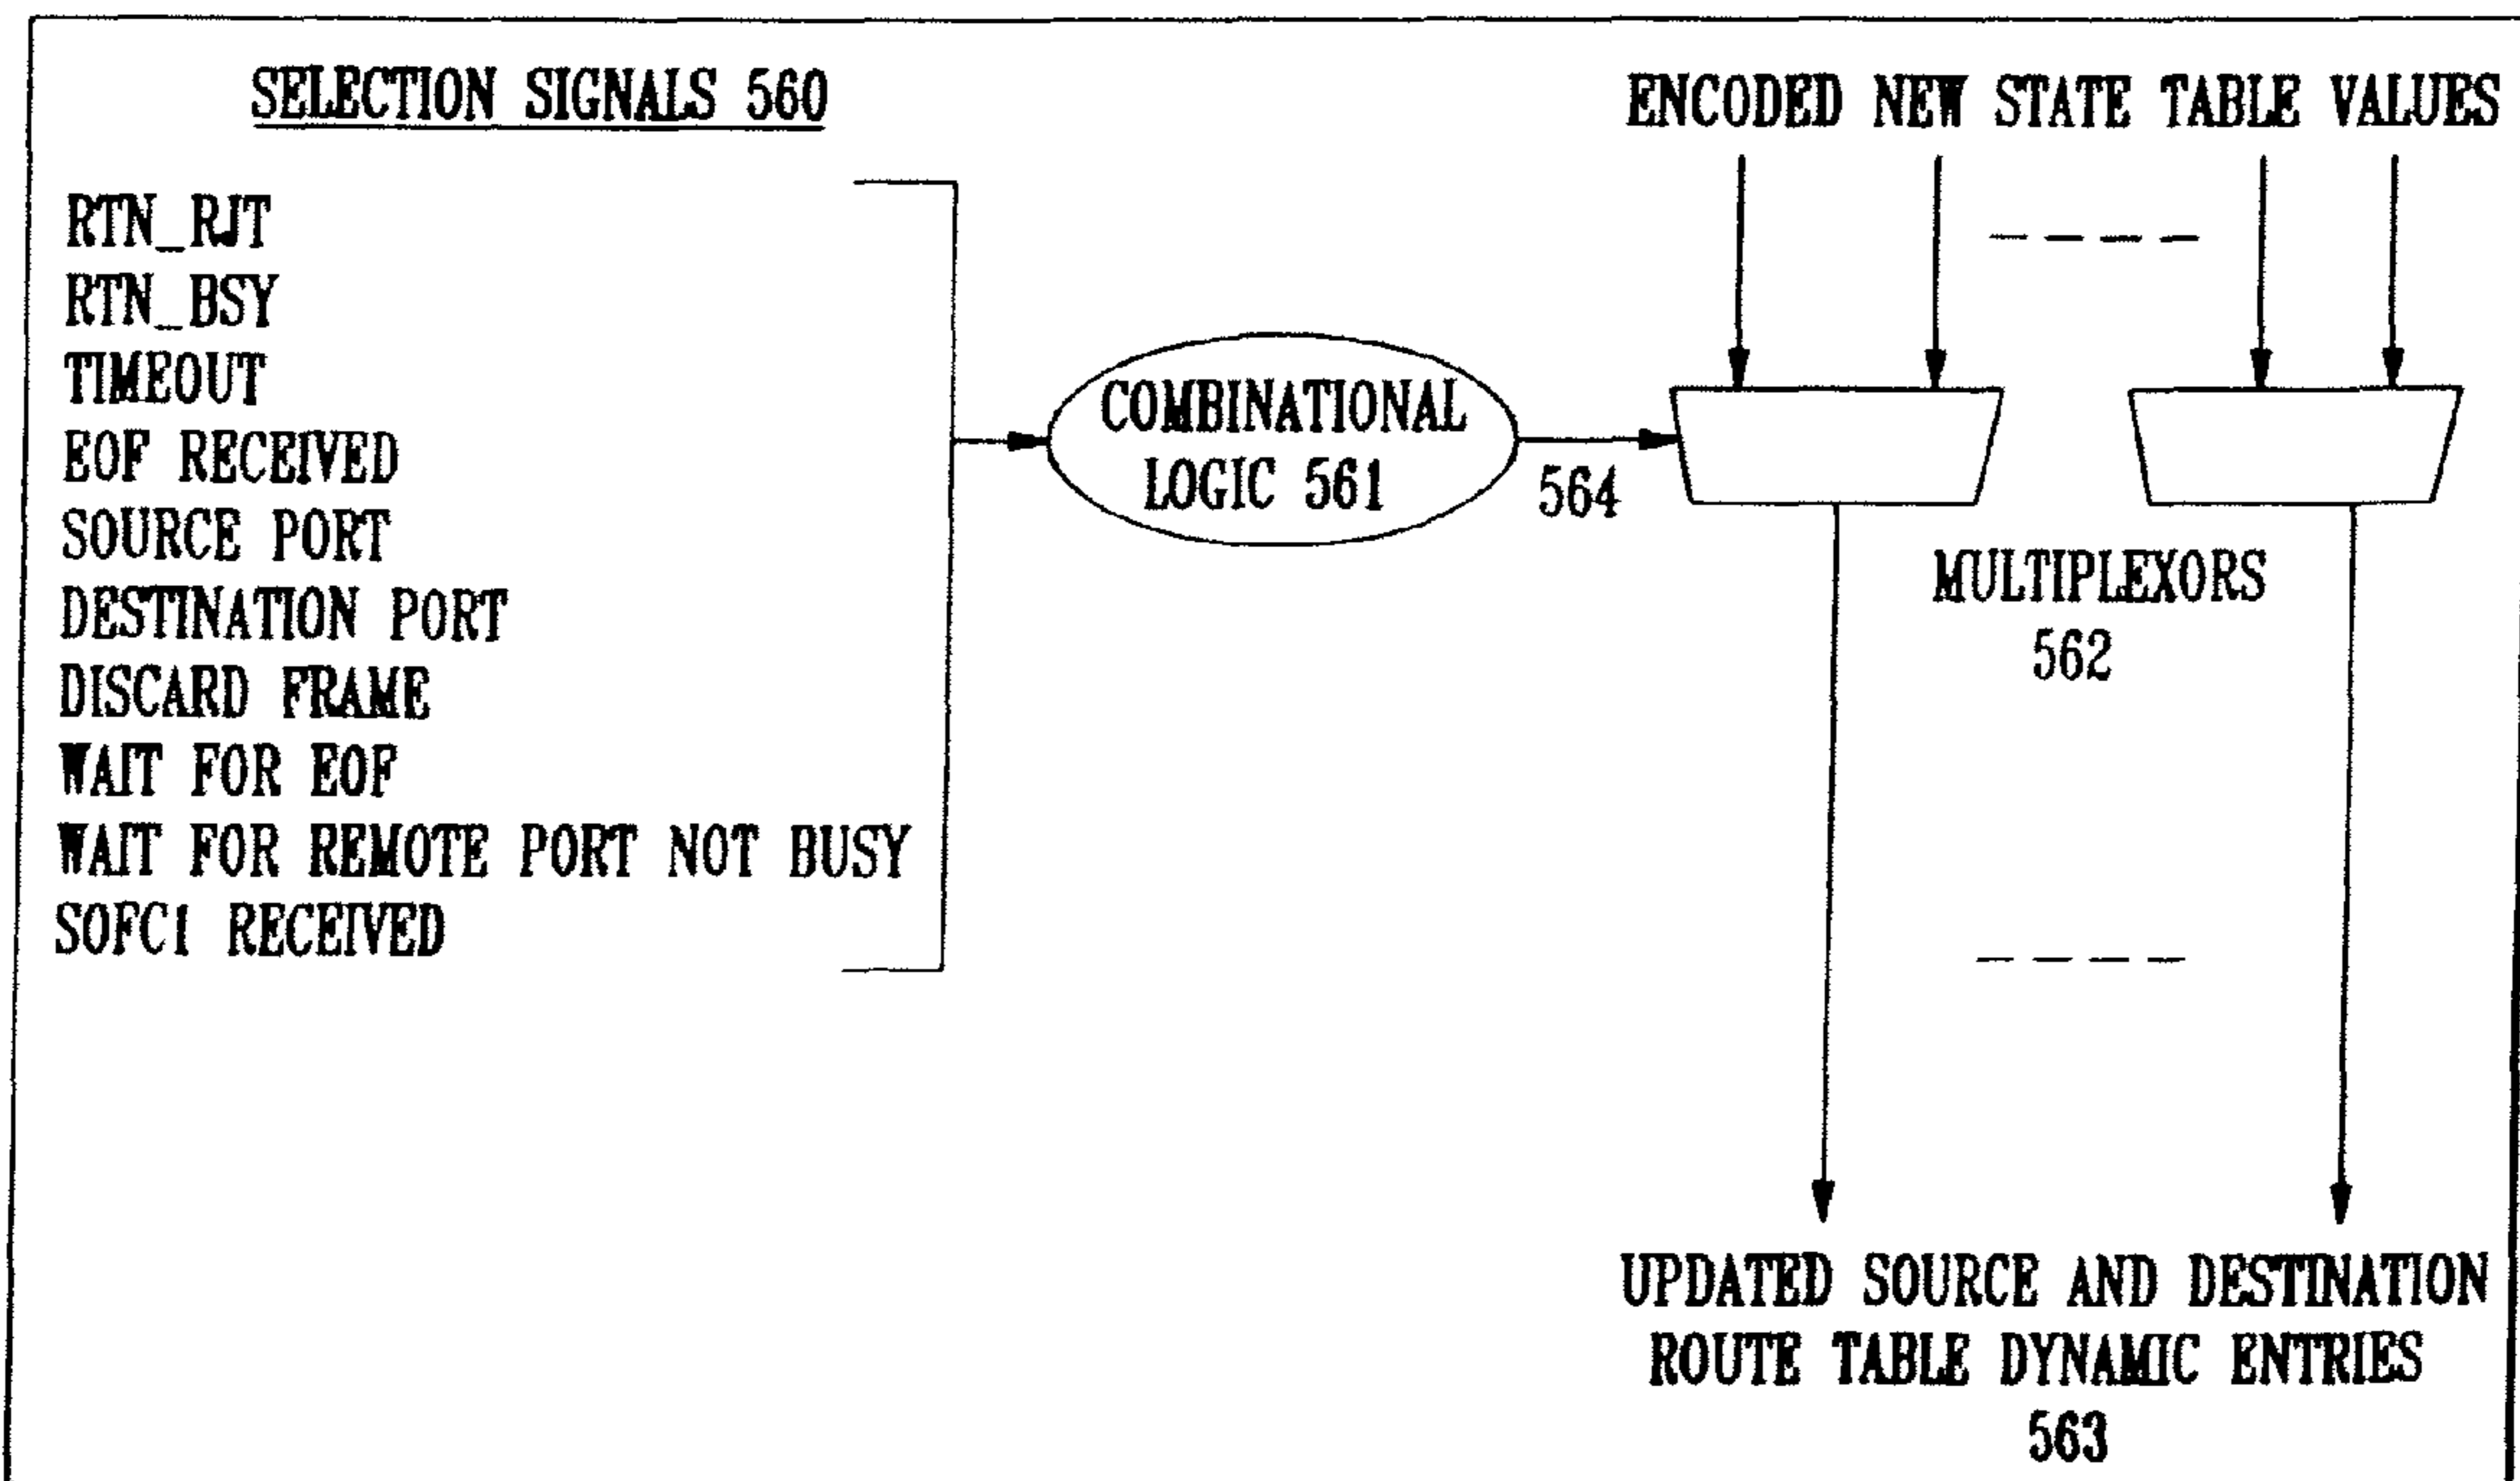 SELECTION SIGNALS 560
RTN_RJT
RTN_BSY
TIMEOUT
EOF RECEIVED
SOURCE PORT
DESTINATION PORT
DISCARD FRAME
WAIT FOR EOF
WAIT FOR REMOTE PORT NOT BUSY
SOFC1 RECEIVED
COMBINATIONAL
LOGIC 561
564
ENCODED NEW STATE TABLE VALUES
MULTIPLEXORS
562
UPDATED SOURCE AND DESTINATION
ROUTE TABLE DYNAMIC ENTRIES
563